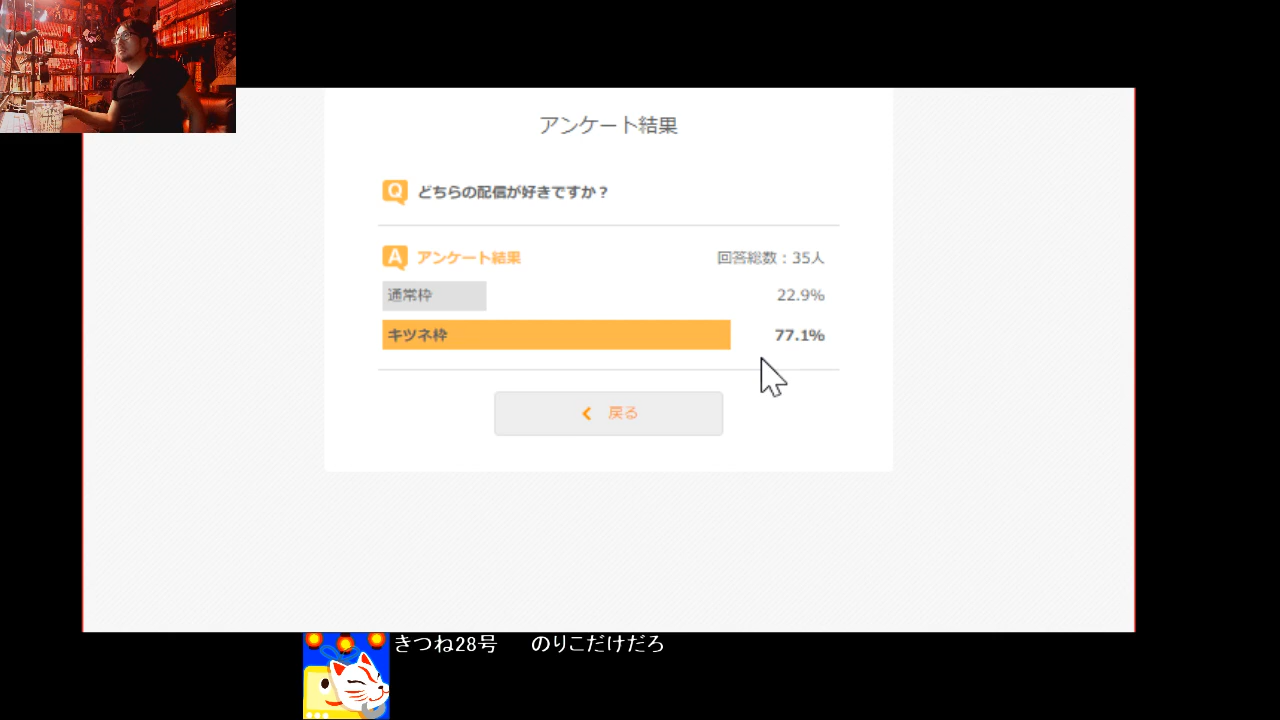 アンケート結果
Q どちらの配信が好きですか？
A アンケート結果 回答総数：35人
通常枠 22.9%
キツネ枠 77.1%
戻る
きつね28号 のりこだけだろ